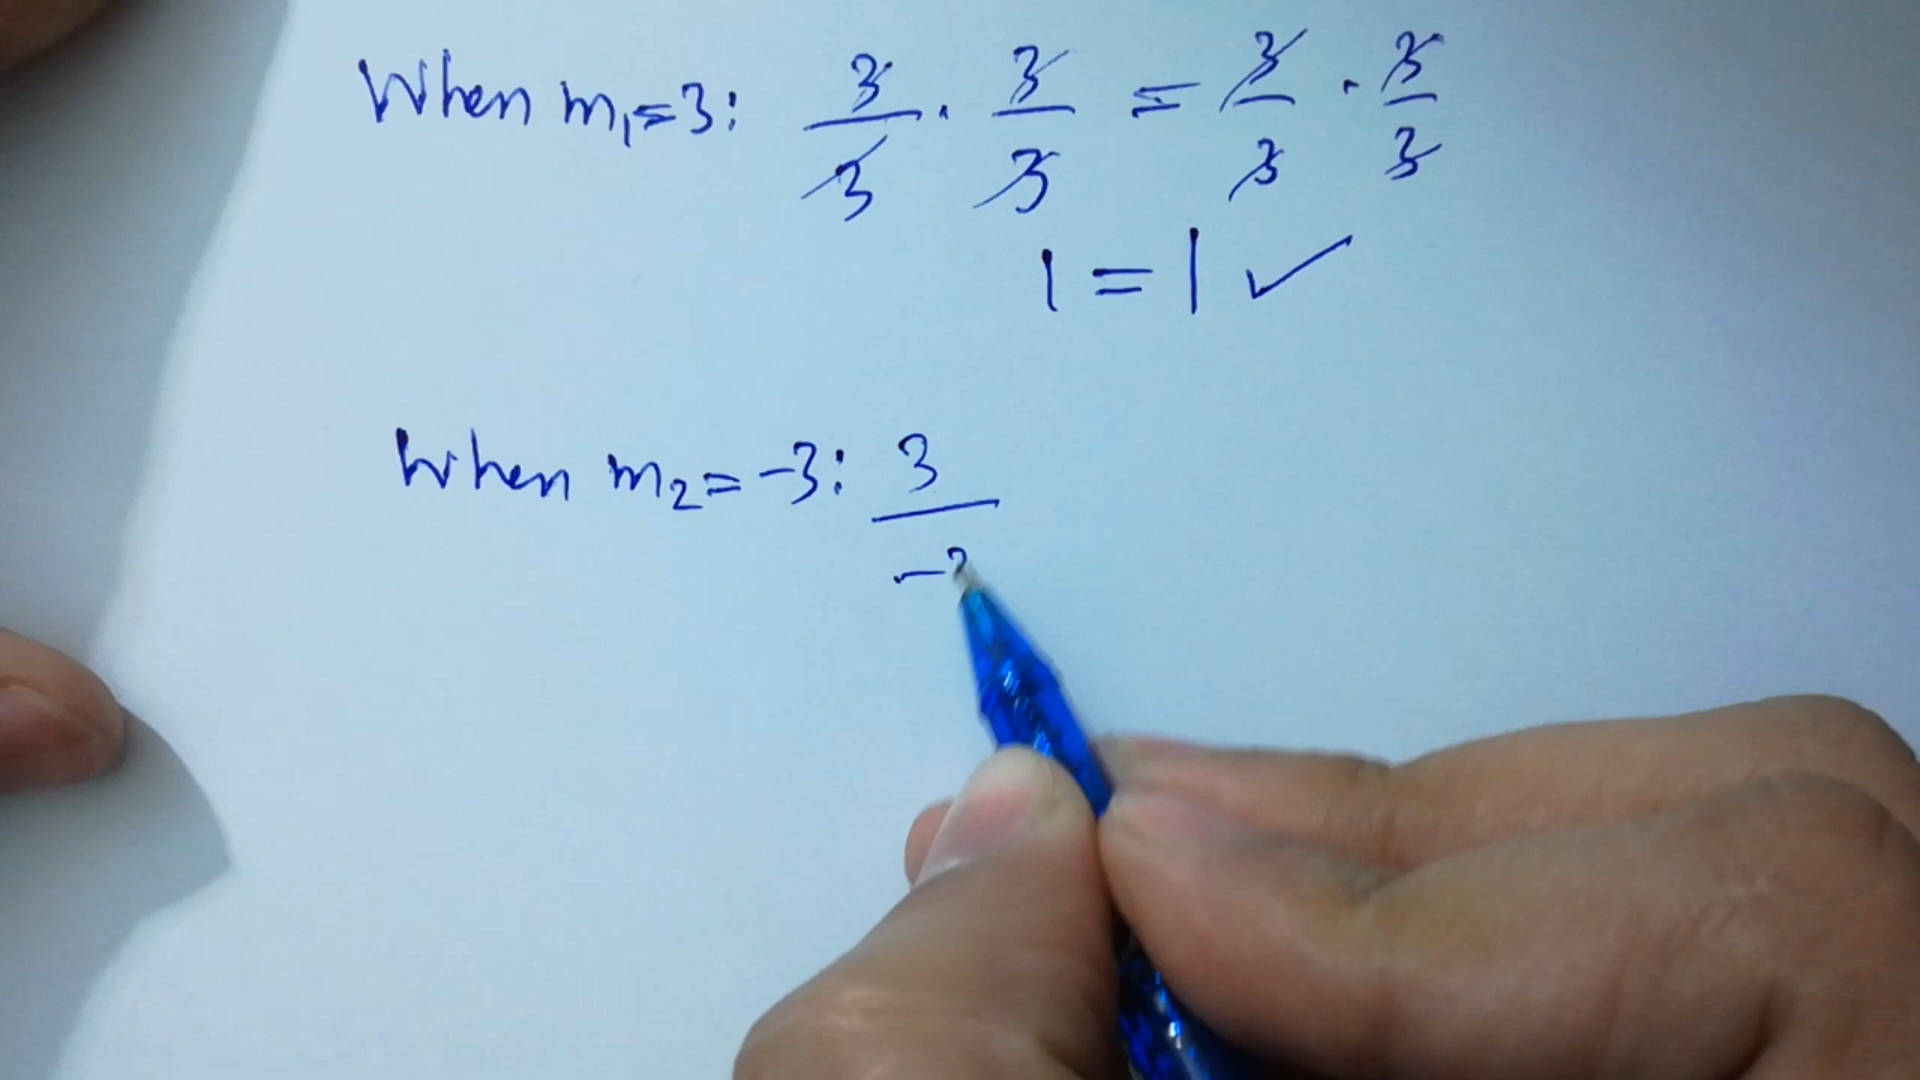 When m₁=3: 3/3 · 3/3 = 3/3 · 3/3
1 = 1 ✓
When m₂ = -3: 3/-3